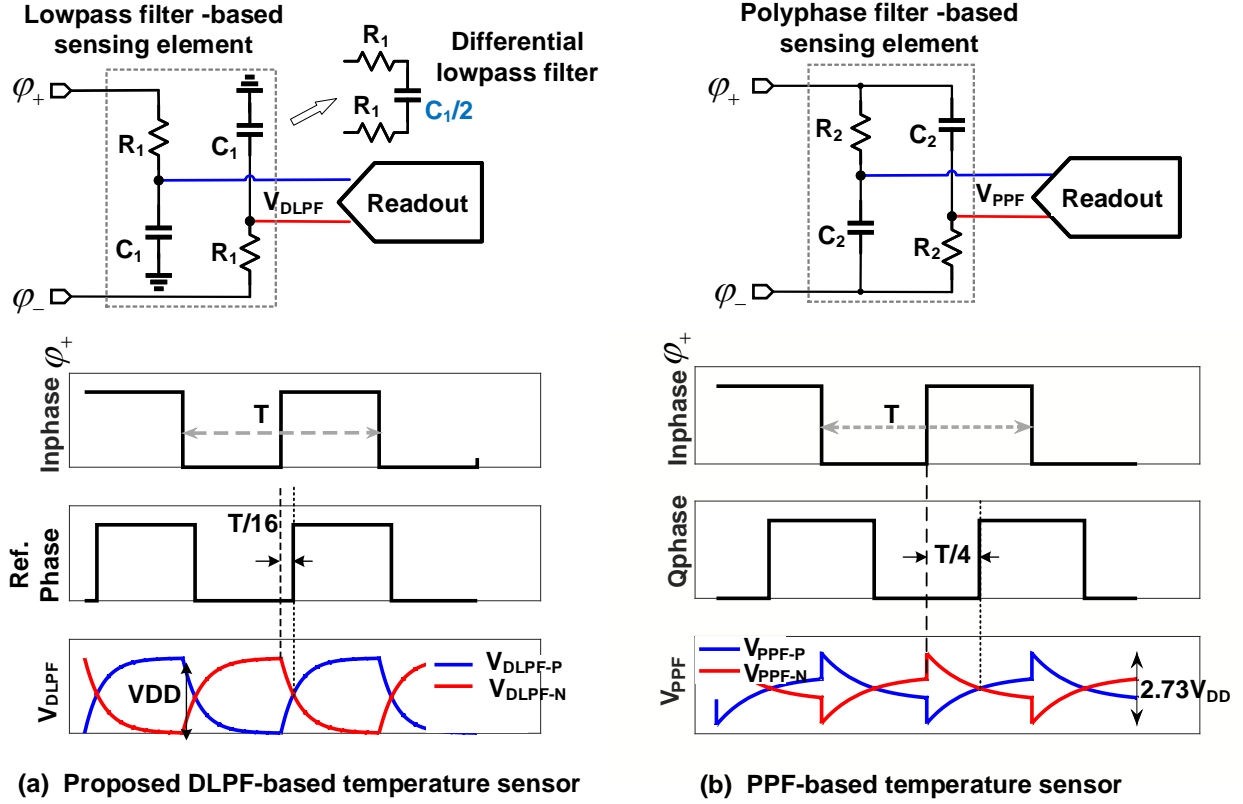 Lowpass filter -based
sensing element
φ+
R1
C1
C1
R1
φ−
R1
R1
C1/2
Differential
lowpass filter
VDLPF
Readout
Inphase φ+
T
Ref.
Phase
T/16
VDLPF
VDD
VDLPF-P
VDLPF-N
(a) Proposed DLPF-based temperature sensor
Polyphase filter -based
sensing element
φ+
R2
C2
C2
R2
φ−
VPPF
Readout
Inphase φ+
T
Qphase
T/4
VPPF
VPPF-P
VPPF-N
2.73VDD
(b) PPF-based temperature sensor